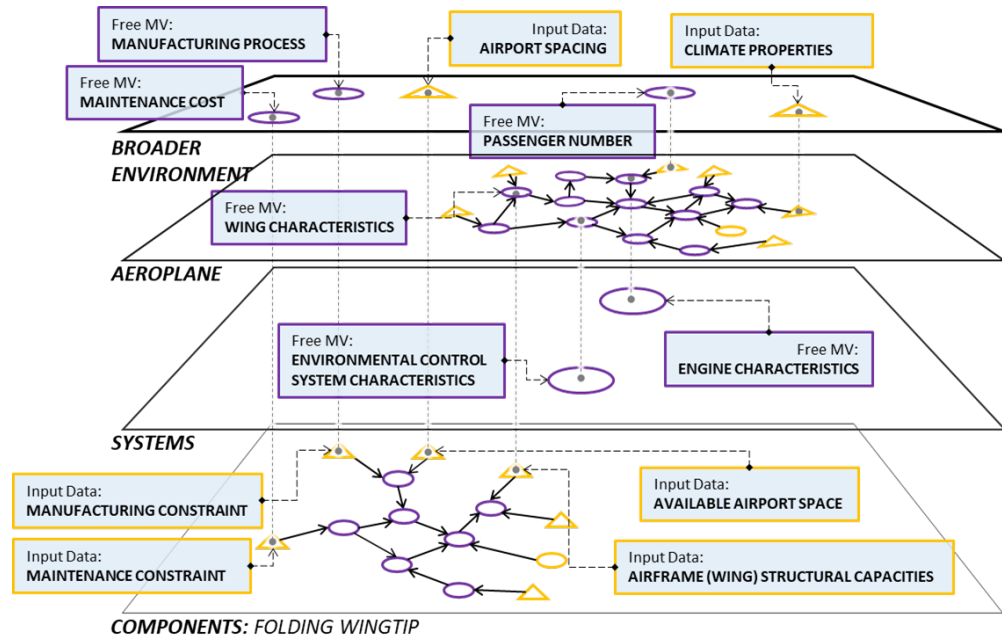 Free MV:
MANUFACTURING PROCESS
Input Data:
AIRPORT SPACING
Input Data:
CLIMATE PROPERTIES
Free MV:
MAINTENANCE COST
Free MV:
PASSENGER NUMBER
BROADER
ENVIRONMENT
Free MV:
WING CHARACTERISTICS
AEROPLANE
Free MV:
ENVIRONMENTAL CONTROL
SYSTEM CHARACTERISTICS
Free MV:
ENGINE CHARACTERISTICS
SYSTEMS
Input Data:
MANUFACTURING CONSTRAINT
Input Data:
AVAILABLE AIRPORT SPACE
Input Data:
MAINTENANCE CONSTRAINT
Input Data:
AIRFRAME (WING) STRUCTURAL CAPACITIES
COMPONENTS: FOLDING WINGTIP